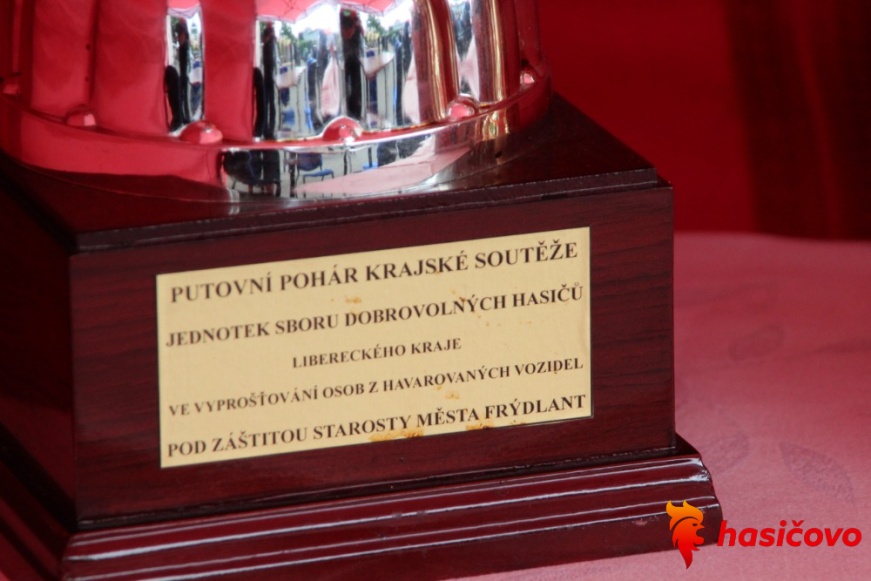 PUTOVNÍ POHÁR KRAJSKÉ SOUTĚŽE
JEDNOTEK SBORU DOBROVOLNÝCH HASIČŮ
LIBERECKÉHO KRAJE
VE VYPROŠŤOVÁNÍ OSOB Z HAVAROVANÝCH VOZIDEL
POD ZÁŠTITOU STAROSTY MĚSTA FRÝDLANT
hasičovo